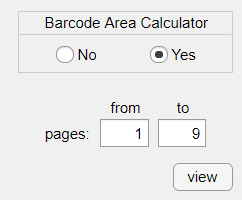 Barcode Area Calculator
No Yes
from to
pages: 1 9
view